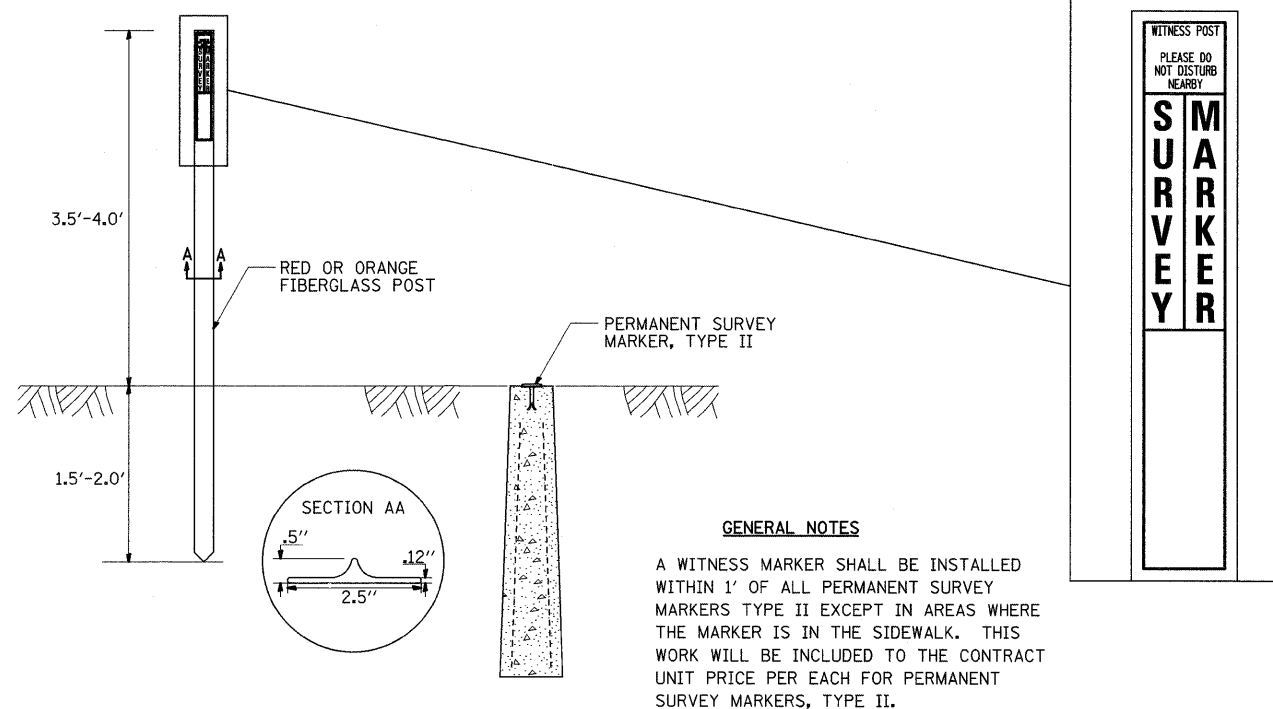 WITNESS POST
PLEASE DO
NOT DISTURB
NEARBY
SURVEY
MARKER
3.5'-4.0'
A A
RED OR ORANGE
FIBERGLASS POST
PERMANENT SURVEY
MARKER, TYPE II
1.5'-2.0'
SECTION AA
.5"
.12"
2.5"
GENERAL NOTES
A WITNESS MARKER SHALL BE INSTALLED
WITHIN 1' OF ALL PERMANENT SURVEY
MARKERS TYPE II EXCEPT IN AREAS WHERE
THE MARKER IS IN THE SIDEWALK. THIS
WORK WILL BE INCLUDED TO THE CONTRACT
UNIT PRICE PER EACH FOR PERMANENT
SURVEY MARKERS, TYPE II.